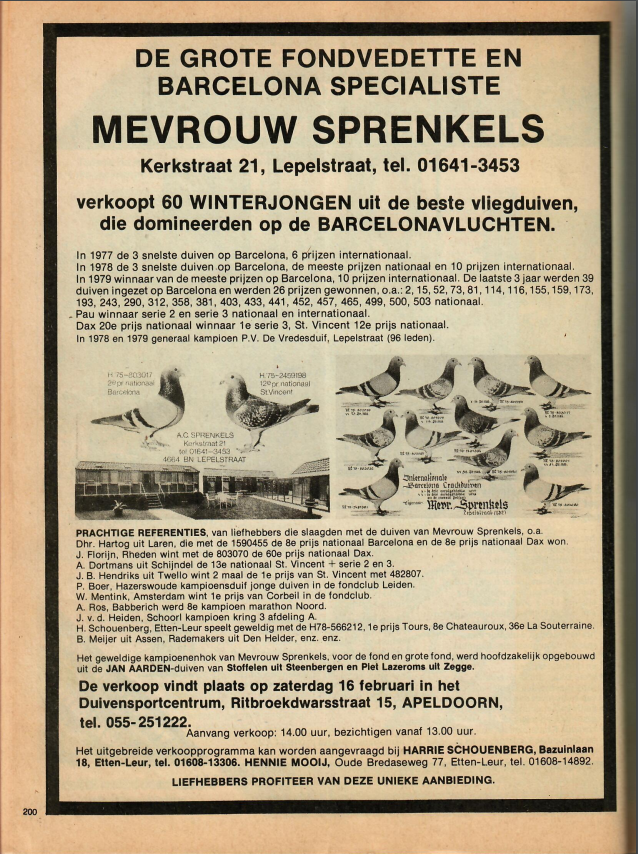 DE GROTE FONDVEDETTE EN
BARCELONA SPECIALISTE
MEVROUW SPRENKELS
Kerkstraat 21, Lepelstraat, tel. 01641-3453
verkoopt 60 WINTERJONGEN uit de beste vliegduiven,
die domineerden op de BARCELONAVLUCHTEN.
In 1977 de 3 snelste duiven op Barcelona, 6 prijzen internationaal.
In 1978 de 3 snelste duiven op Barcelona, de meeste prijzen nationaal en 10 prijzen internationaal.
In 1979 winnaar van de meeste prijzen op Barcelona, 10 prijzen internationaal. De laatste 3 jaar werden 39
duiven ingezet op Barcelona en werden 26 prijzen gewonnen, o.a.: 2, 15, 52, 73, 81, 114, 116, 155, 159, 173,
193, 243, 290, 312, 358, 381, 403, 433, 441, 452, 457, 465, 499, 500, 503 nationaal.
Pau winnaar serie 2 en serie 3 nationaal en internationaal.
Dax 20e prijs nationaal winnaar 1e serie 3, St. Vincent 12e prijs nationaal.
In 1978 en 1979 generaal kampioen P.V. De Vredesduif, Lepelstraat (96 leden).
H.75-803017
2e pr nationaal
Barcelona
H.75-2459198
12e pr nationaal
St.Vincent
A.C. SPRENKELS
Kerkstraat 21
tel 01641-3453
4664 BN LEPELSTRAAT
Internationale
Barcelona Crackduiven
Mevr. Sprenkels
PRACHTIGE REFERENTIES, van liefhebbers die slaagden met de duiven van Mevrouw Sprenkels, o.a.
Dhr. Hartog uit Laren, die met de 1590455 de 8e prijs nationaal Barcelona en de 8e prijs nationaal Dax won.
J. Florijn, Rheden wint met de 803070 de 60e prijs nationaal Dax.
A. Dortmans uit Schijndel de 13e nationaal St. Vincent + serie 2 en 3.
J. B. Hendriks uit Twello wint 2 maal de 1e prijs van St. Vincent met 482807.
P. Boer, Hazerswoude kampioensduif jonge duiven in de fondclub Leiden.
W. Mentink, Amsterdam wint 1e prijs van Corbeil in de fondclub.
A. Ros, Babberich werd 8e kampioen marathon Noord.
J. v.d. Heiden, Schoorl kampioen kring 3 afdeling A.
H. Schouenberg, Etten-Leur speelt geweldig met de H78-566212, 1e prijs Tours, 8e Chateauroux, 36e La Souterraine.
B. Meijer uit Assen, Rademakers uit Den Helder, enz. enz.
Het geweldige kampioenenhok van Mevrouw Sprenkels, voor de fond en grote fond, werd hoofdzakelijk opgebouwd
uit de JAN AARDEN-duiven van Stoffelen uit Steenbergen en Piet Lazeroms uit Zegge.
De verkoop vindt plaats op zaterdag 16 februari in het
Duivensportcentrum, Ritbroekdwarsstraat 15, APELDOORN,
tel. 055-251222.
Aanvang verkoop: 14.00 uur, bezichtigen vanaf 13.00 uur.
Het uitgebreide verkoopprogramma kan worden aangevraagd bij HARRIE SCHOUENBERG, Bazuinlaan
18, Etten-Leur, tel. 01608-13306. HENNIE MOOIJ, Oude Bredaseweg 77, Etten-Leur, tel. 01608-14892.
LIEFHEBBERS PROFITEER VAN DEZE UNIEKE AANBIEDING.
200